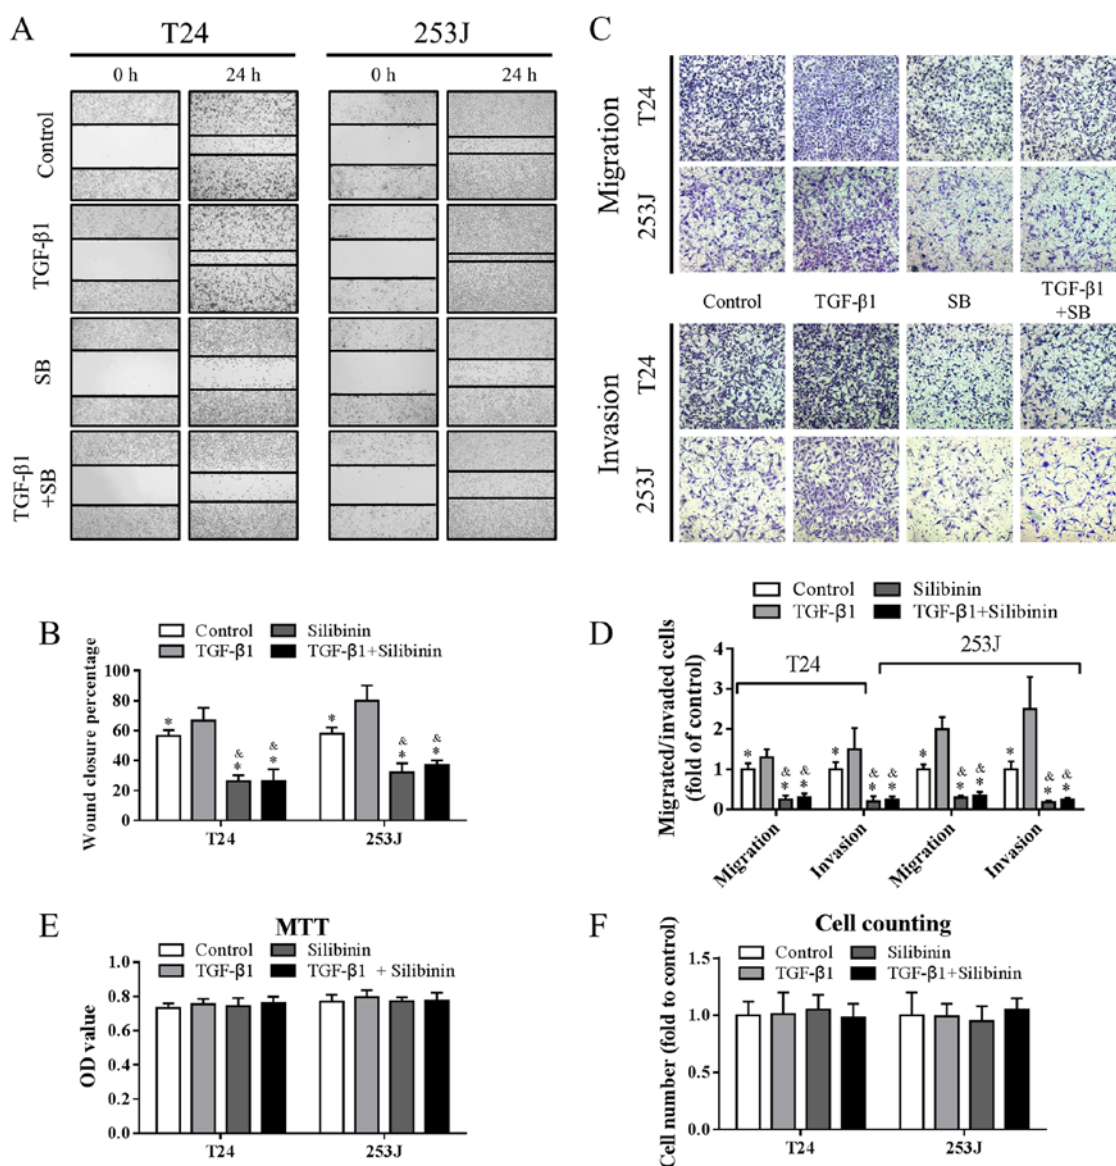 A
T24
253J
0 h
24 h
0 h
24 h
Control
TGF-β1
SB
TGF-β1
+SB
C
Migration
T24
253J
Control
TGF-β1
SB
TGF-β1
+SB
Invasion
T24
253J
B
Control
Silibinin
TGF-β1
TGF-β1+Silibinin
Wound closure percentage
100
80
60
40
20
0
*
&
*
&
*
*
&
*
&
*
T24
253J
D
Control
Silibinin
TGF-β1
TGF-β1+Silibinin
Migrated/invaded cells
(fold of control)
4
3
2
1
0
T24
253J
*
&
*
&
*
*
&
*
&
*
*
&
*
&
*
*
&
*
&
*
Migration
Invasion
Migration
Invasion
E
MTT
Control
Silibinin
TGF-β1
TGF-β1 + Silibinin
OD value
1.0
0.8
0.6
0.4
0.2
0.0
T24
253J
F
Cell counting
Control
Silibinin
TGF-β1
TGF-β1+Silibinin
Cell number (fold to control)
1.5
1.0
0.5
0.0
T24
253J